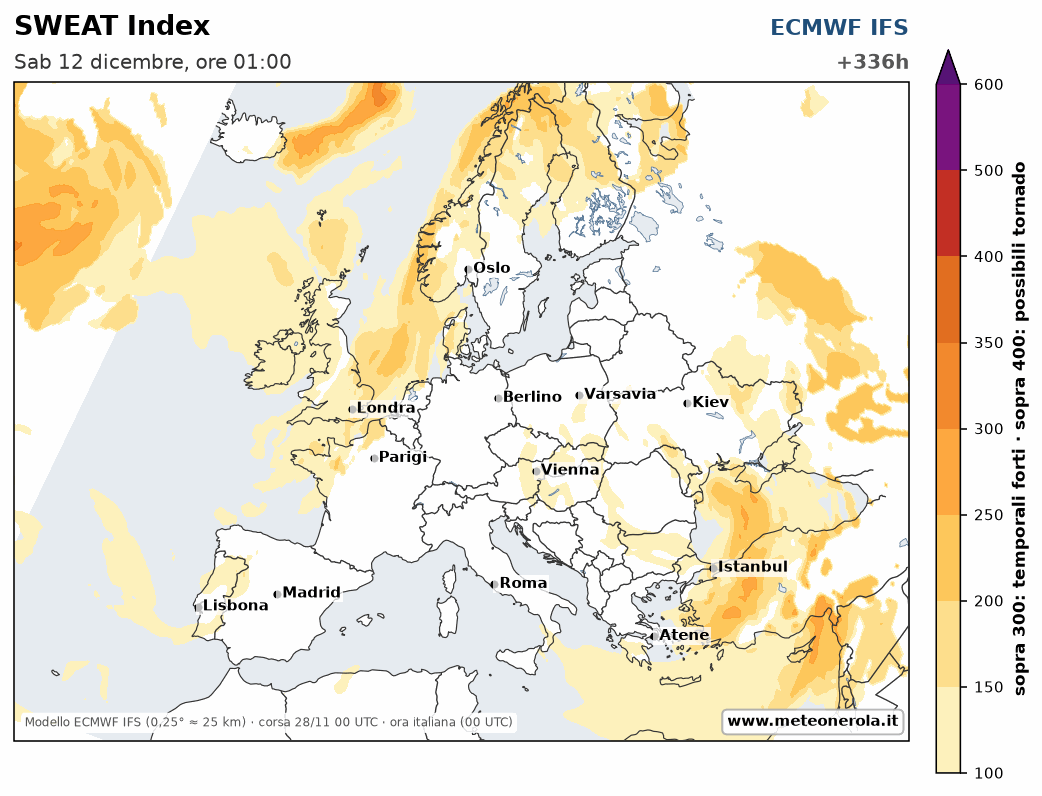 SWEAT Index
ECMWF IFS
Sab 12 dicembre, ore 01:00
+336h
Oslo
Londra
Berlino
Varsavia
Kiev
Parigi
Vienna
Istanbul
Madrid
Roma
Lisbona
Atene
Modello ECMWF IFS (0,25° ≈ 25 km) · corsa 28/11 00 UTC · ora italiana (00 UTC)
www.meteonerola.it
600
500
400
350
300
250
200
150
100
sopra 300: temporali forti · sopra 400: possibili tornado